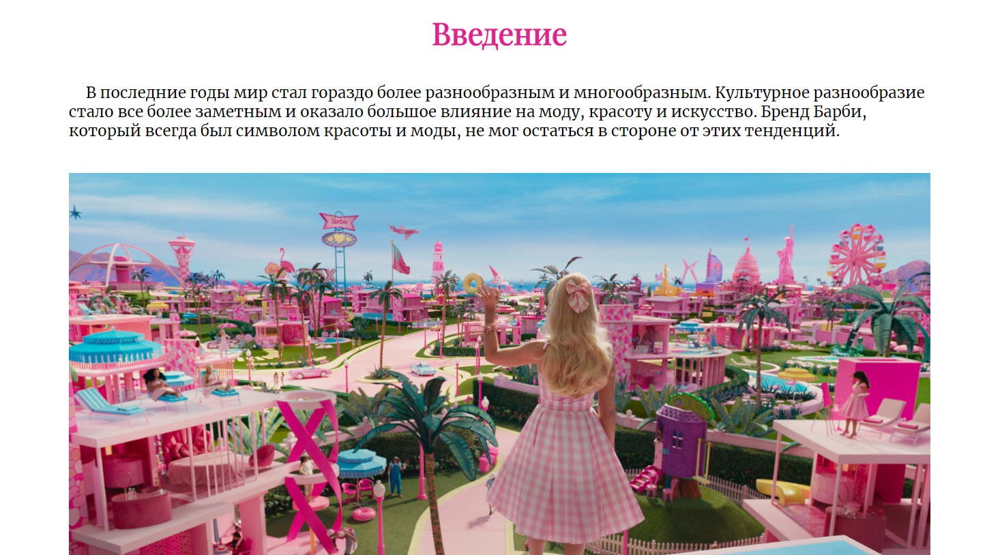 Введение
В последние годы мир стал гораздо более разнообразным и многообразным. Культурное разнообразие
стало все более заметным и оказало большое влияние на моду, красоту и искусство. Бренд Барби,
который всегда был символом красоты и моды, не мог остаться в стороне от этих тенденций.
Barbie